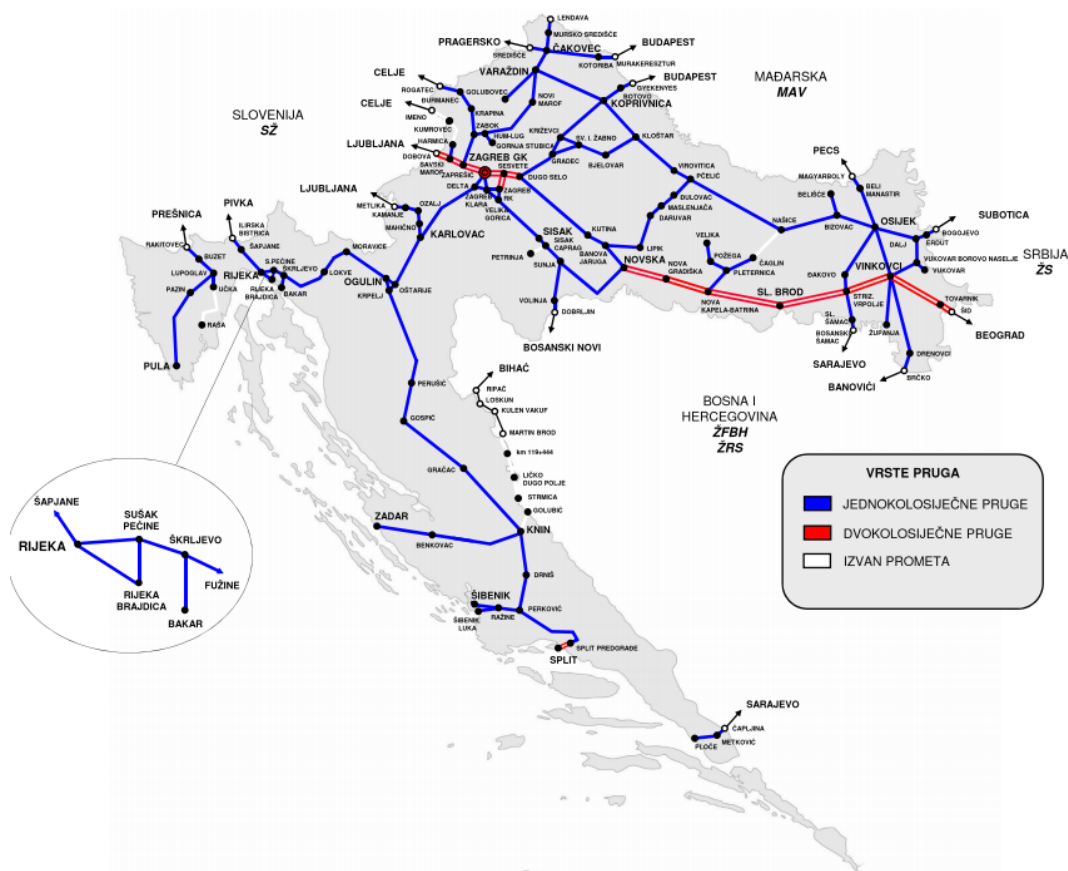 LENDAVA
MURSKO SREDIŠĆE
PRAGERSKO
SREDIŠĆE
ČAKOVEC
BUDAPEST
KOTORIBA
MURAKERESZTUR
CELJE
ROGATEC
VARAŽDIN
BUDAPEST
GYEKENYES
BOTOVO
MAĐARSKA
MAV
GOLUBOVEC
ĐURMANEC
NOVI
MAROF
KOPRIVNICA
CELJE
IMENO
KRAPINA
SLOVENIJA
SŽ
KUMROVEC
ZABOK
HUM-LUG
GORNJA STUBICA
KRIŽEVCI
SV. I. ŽABNO
KLOŠTAR
HARMICA
LJUBLJANA
DOBOVA
SAVSKI
MAROF
ZAPREŠIĆ
ZAGREB GK
SESVETE
GRADEC
BJELOVAR
DUGO SELO
VIROVITICA
PČELIĆ
PECS
MAGYARBOLY
BELI
MANASTIR
BELIŠĆE
LJUBLJANA
METLIKA
KAMANJE
OZALJ
MAHIČNO
DELTA
ZAGREB
KLARA
ZAGREB
RK
VELIKA
GORICA
DULOVAC
MASLENJAČA
DARUVAR
PREŠNICA
PIVKA
RAKITOVEC
ILIRSKA
BISTRICA
ŠAPJANE
BUZET
LUPOGLAV
PAZIN
UČKA
RAŠA
PULA
RIJEKA
S.PEĆINE
ŠKRLJEVO
RIJEKA
BRAJDICA
BAKAR
LOKVE
MORAVICE
KARLOVAC
OGULIN
OŠTARIJE
KRPELJ
PETRINJA
SISAK
SISAK
CAPRAG
SUNJA
VOLINJA
DOBRLJIN
BOSANSKI NOVI
KUTINA
BANOVA
JARUGA
LIPIK
NOVSKA
NOVA
GRADIŠKA
VELIKA
POŽEGA
PLETERNICA
ČAGLIN
NAŠICE
BIZOVAC
OSIJEK
DALJ
ERDUT
BOGOJEVO
SUBOTICA
SRBIJA
ŽS
VUKOVAR BOROVO NASELJE
VUKOVAR
VINKOVCI
ĐAKOVO
NOVA
KAPELA-BATRINA
SL. BROD
STRIZ.
VRPOLJE
TOVARNIK
ŠID
BEOGRAD
SL.
ŠAMAC
BOSANSKI
ŠAMAC
ŽUPANJA
SARAJEVO
DRENOVCI
BRČKO
BANOVIĆI
BIHAĆ
RIPAČ
LOSKUN
KULEN VAKUF
MARTIN BROD
km 119+444
LIČKO
DUGO POLJE
STRMICA
GOLUBIĆ
BOSNA I
HERCEGOVINA
ŽFBH
ŽRS
PERUŠIĆ
GOSPIĆ
GRAČAC
ZADAR
BENKOVAC
KNIN
DRNIŠ
ŠIBENIK
ŠIBENIK
LUKA
RAŽINE
PERKOVIĆ
SPLIT PREDGRAĐE
SPLIT
SARAJEVO
ČAPLJINA
METKOVIĆ
PLOČE
ŠAPJANE
SUŠAK
PEĆINE
ŠKRLJEVO
RIJEKA
FUŽINE
RIJEKA
BRAJDICA
BAKAR
VRSTE PRUGA
JEDNOKOLOSIJEČNE PRUGE
DVOKOLOSIJEČNE PRUGE
IZVAN PROMETA